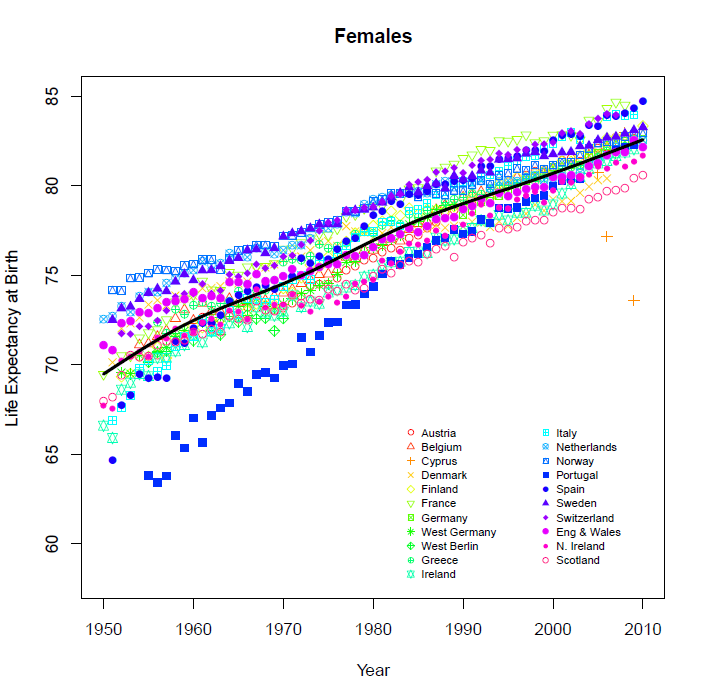 Females
Life Expectancy at Birth
85
80
75
70
65
60
Austria
Belgium
Cyprus
Denmark
Finland
France
Germany
West Germany
West Berlin
Greece
Ireland
Italy
Netherlands
Norway
Portugal
Spain
Sweden
Switzerland
Eng & Wales
N. Ireland
Scotland
1950 1960 1970 1980 1990 2000 2010
Year